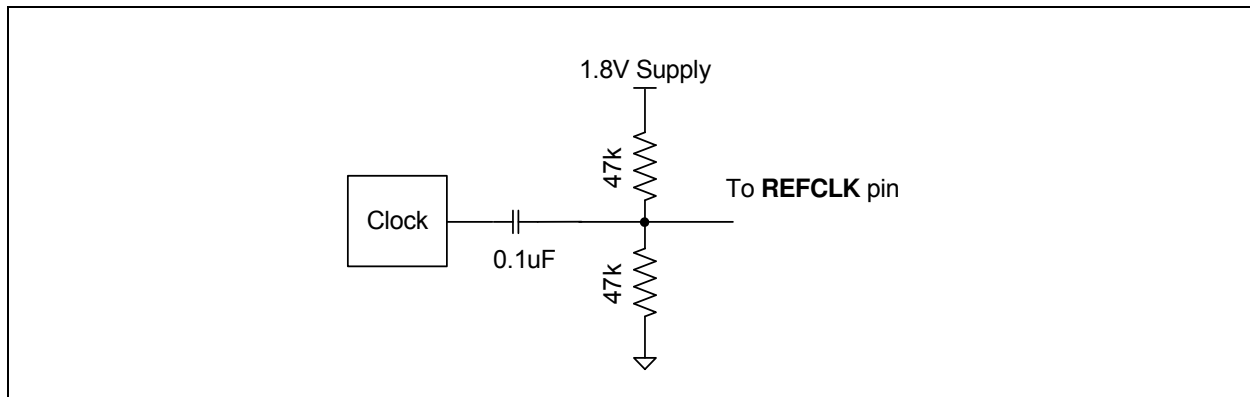 1.8V Supply
47k
To REFCLK pin
Clock
0.1uF
47k